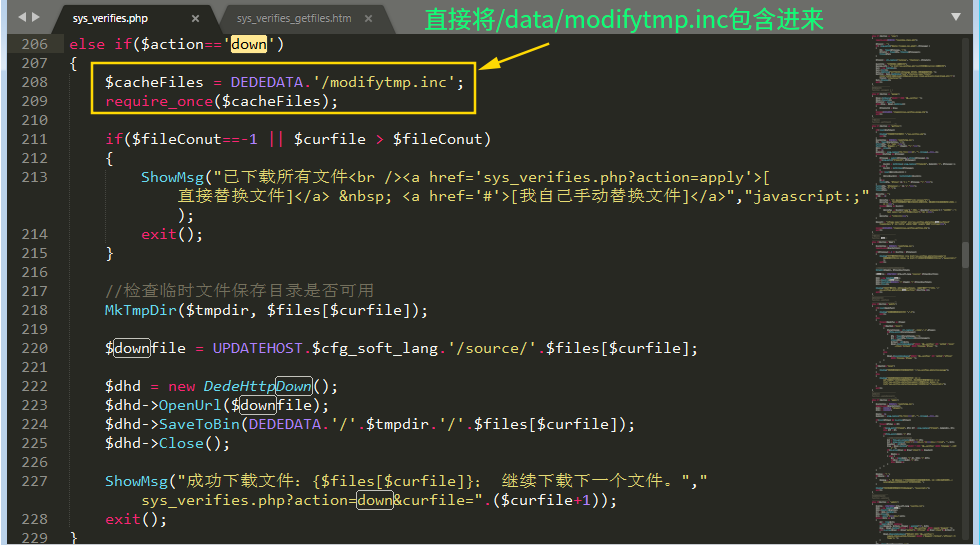 sys_verifies.php × sys_verifies_getfiles.htm ×
直接将/data/modifytmp.inc包含进来
206 else if($action=='down')
207 {
208 $cacheFiles = DEDEDATA.'/modifytmp.inc';
209 require_once($cacheFiles);
210
211 if($fileConut==-1 || $curfile > $fileConut)
212 {
213 ShowMsg("已下载所有文件<br /><a href='sys_verifies.php?action=apply'>[
直接替换文件]</a> &nbsp; <a href='#'>[我自己手动替换文件]</a>","javascript:;"
);
214 exit();
215 }
216
217 //检查临时文件保存目录是否可用
218 MkTmpDir($tmpdir, $files[$curfile]);
219
220 $downfile = UPDATEHOST.$cfg_soft_lang.'/source/'.$files[$curfile];
221
222 $dhd = new DedeHttpDown();
223 $dhd->OpenUrl($downfile);
224 $dhd->SaveToBin(DEDEDATA.'/'.$tmpdir.'/'.$files[$curfile]);
225 $dhd->Close();
226
227 ShowMsg("成功下载文件：{$files[$curfile]}； 继续下载下一个文件。","
sys_verifies.php?action=down&curfile=".($curfile+1));
228 exit();
229 }